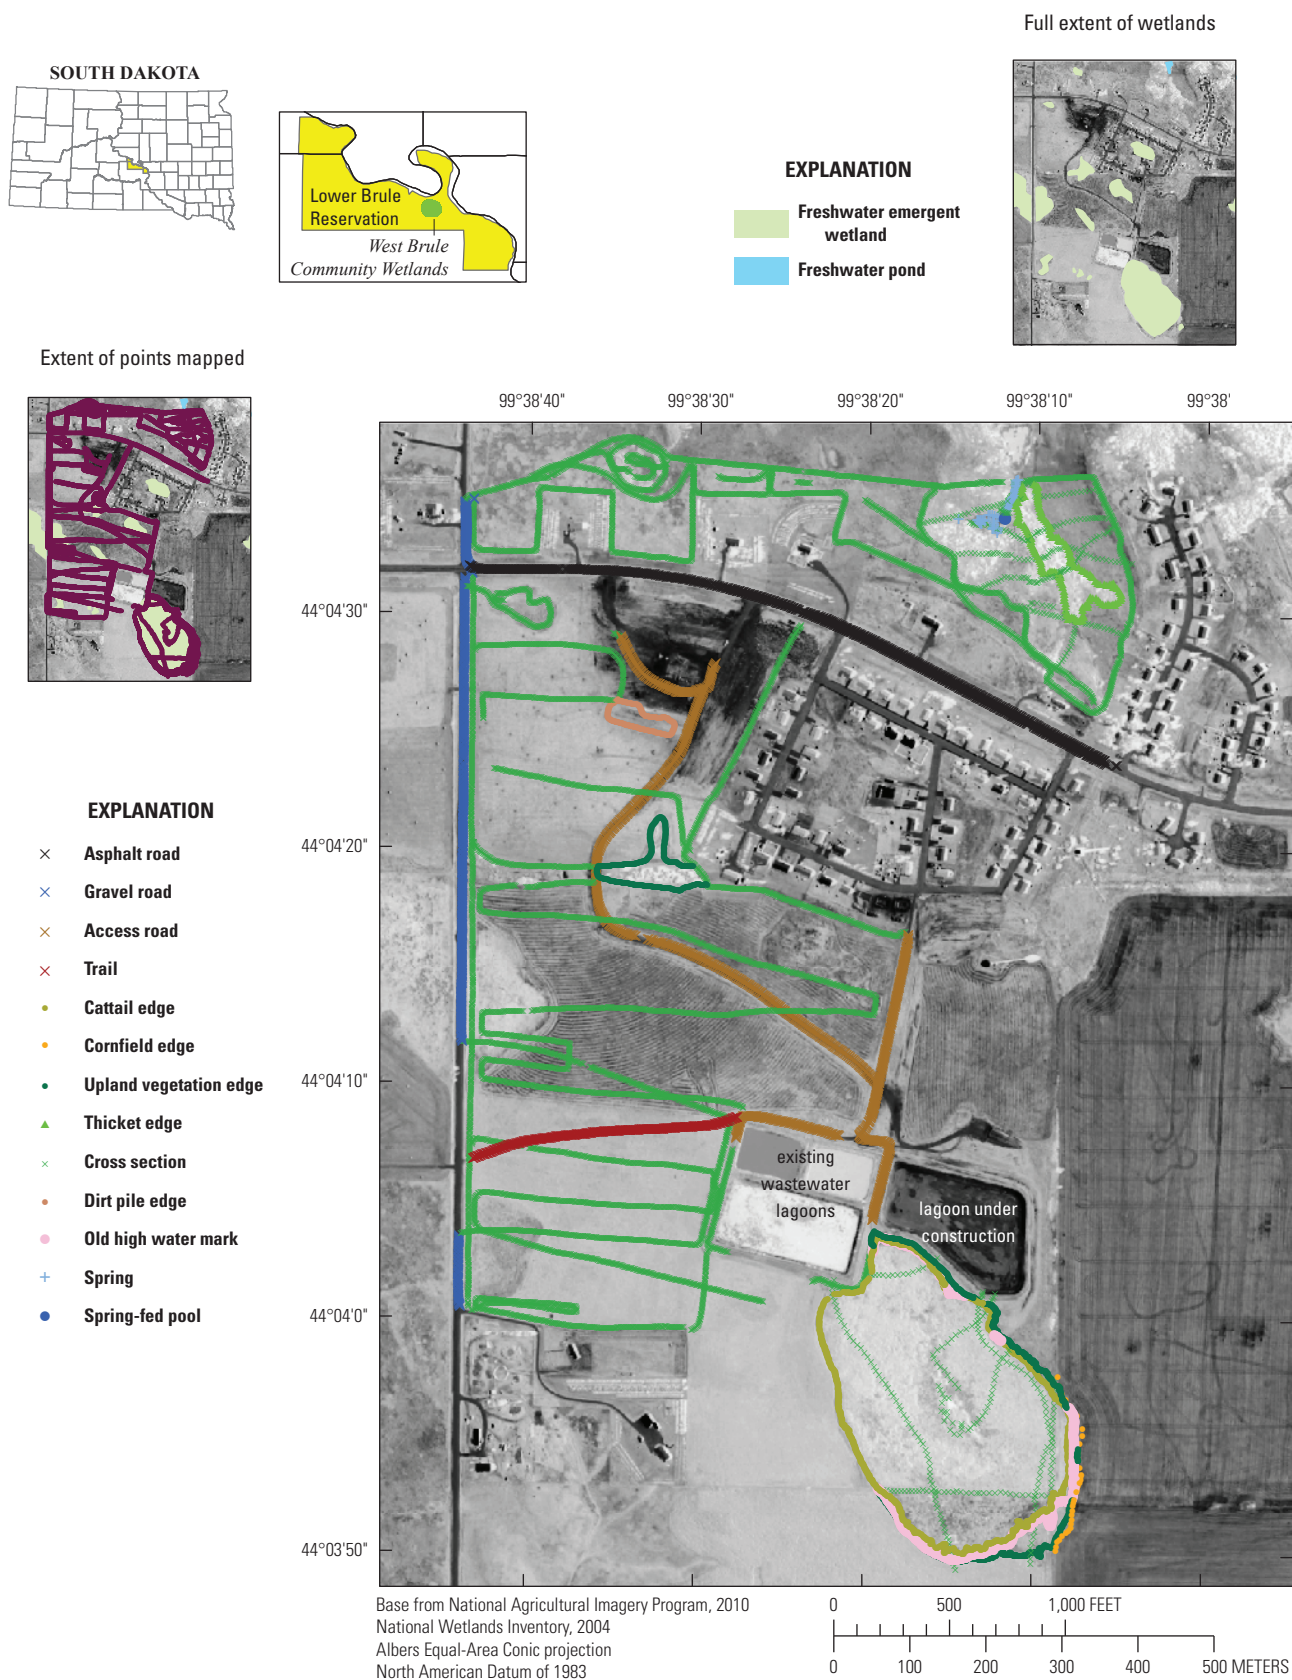 Full extent of wetlands
SOUTH DAKOTA
Lower Brule
Reservation
West Brule
Community Wetlands
EXPLANATION
Freshwater emergent
wetland
Freshwater pond
Extent of points mapped
99°38'40"
99°38'30"
99°38'20"
99°38'10"
99°38'
44°04'30"
44°04'20"
44°04'10"
44°04'0"
44°03'50"
EXPLANATION
Asphalt road
Gravel road
Access road
Trail
Cattail edge
Cornfield edge
Upland vegetation edge
Thicket edge
Cross section
Dirt pile edge
Old high water mark
Spring
Spring-fed pool
existing
wastewater
lagoons
lagoon under
construction
Base from National Agricultural Imagery Program, 2010
National Wetlands Inventory, 2004
Albers Equal-Area Conic projection
North American Datum of 1983
0 500 1,000 FEET
0 100 200 300 400 500 METERS